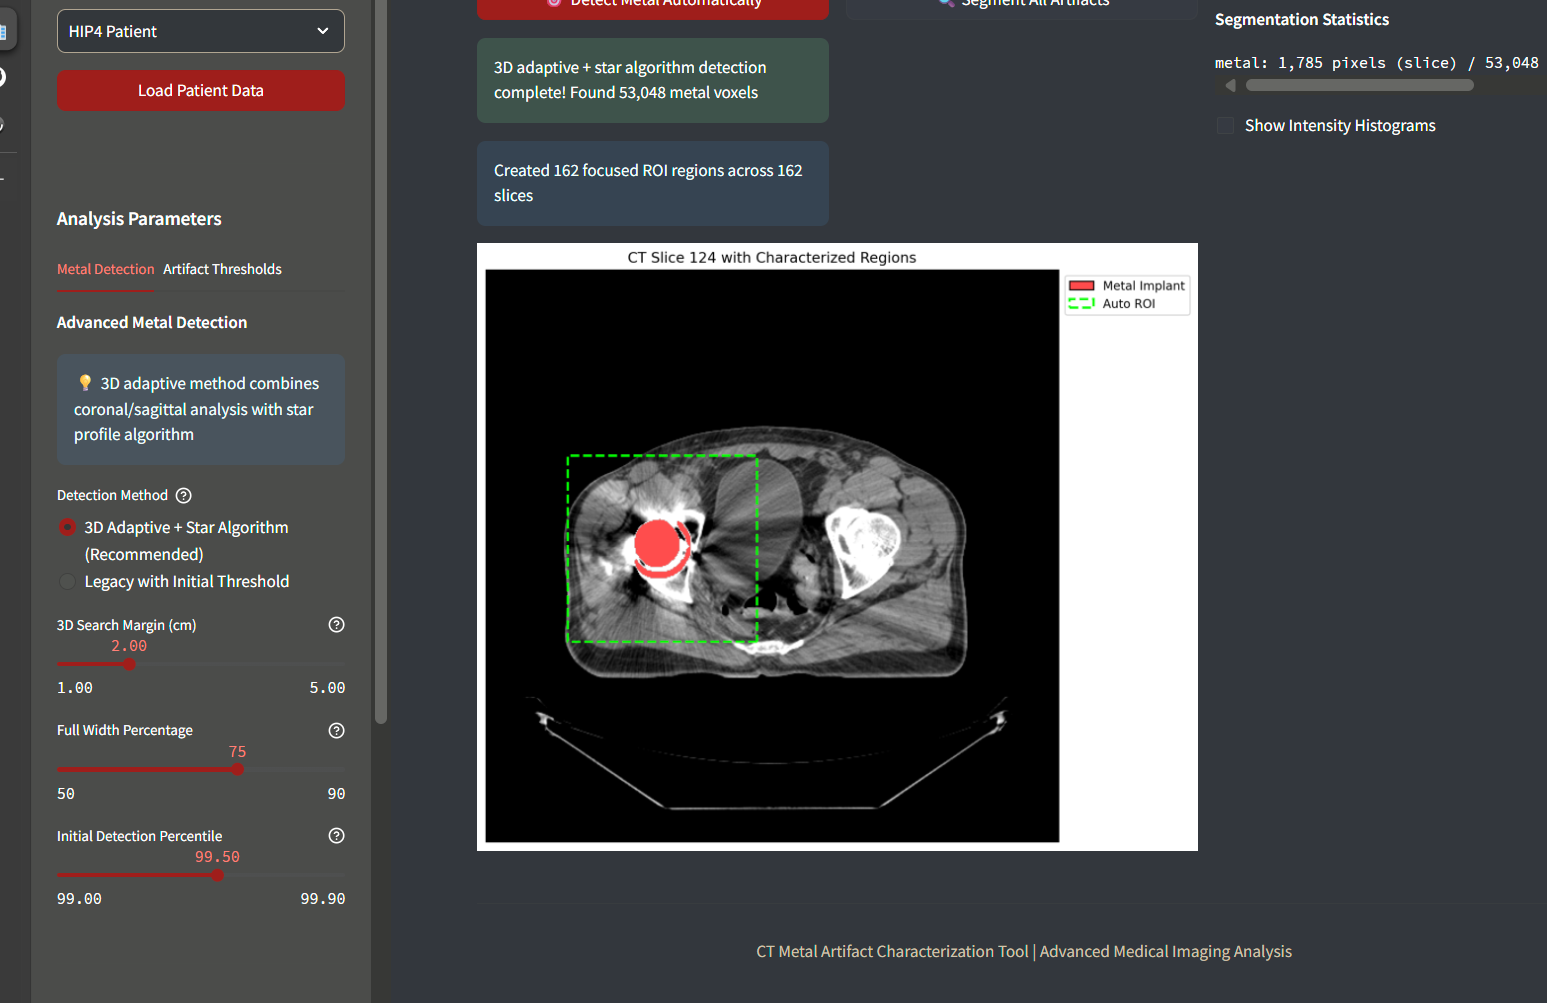 HIP4 Patient
Load Patient Data
Analysis Parameters
Metal Detection
Artifact Thresholds
Advanced Metal Detection
💡 3D adaptive method combines
coronal/sagittal analysis with star
profile algorithm
Detection Method
3D Adaptive + Star Algorithm
(Recommended)
Legacy with Initial Threshold
3D Search Margin (cm)
2.00
1.00
5.00
Full Width Percentage
75
50
90
Initial Detection Percentile
99.50
99.00
99.90
Detect Metal Automatically
Segment All Artifacts
3D adaptive + star algorithm detection
complete! Found 53,048 metal voxels
Created 162 focused ROI regions across 162
slices
CT Slice 124 with Characterized Regions
Metal Implant
Auto ROI
Segmentation Statistics
metal: 1,785 pixels (slice) / 53,048
Show Intensity Histograms
CT Metal Artifact Characterization Tool | Advanced Medical Imaging Analysis